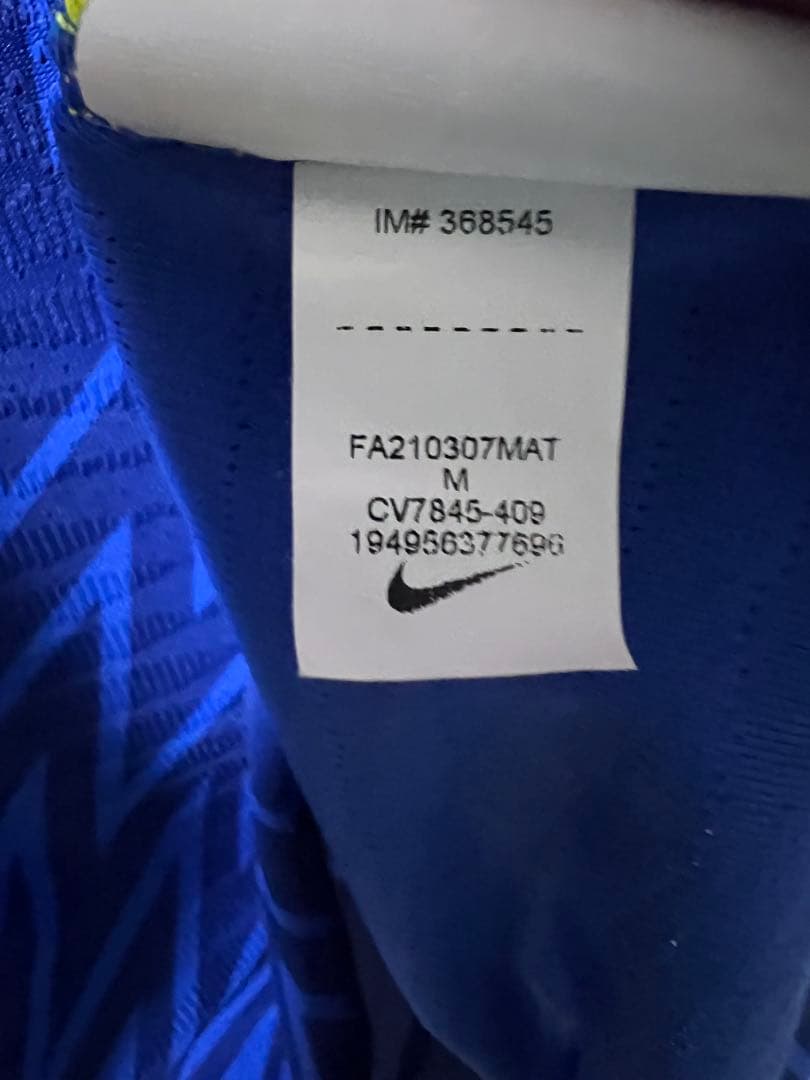 IM# 368545
---------
FA210307MAT
M
CV7845-409
194956377696